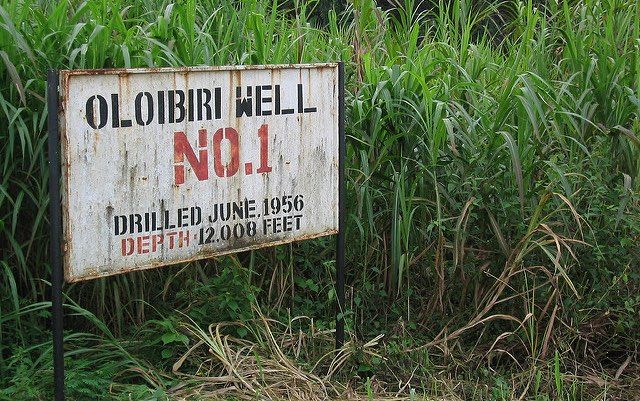 OLOIBIRI WELL
NO.1
DRILLED JUNE,1956
DEPTH:12.008 FEET